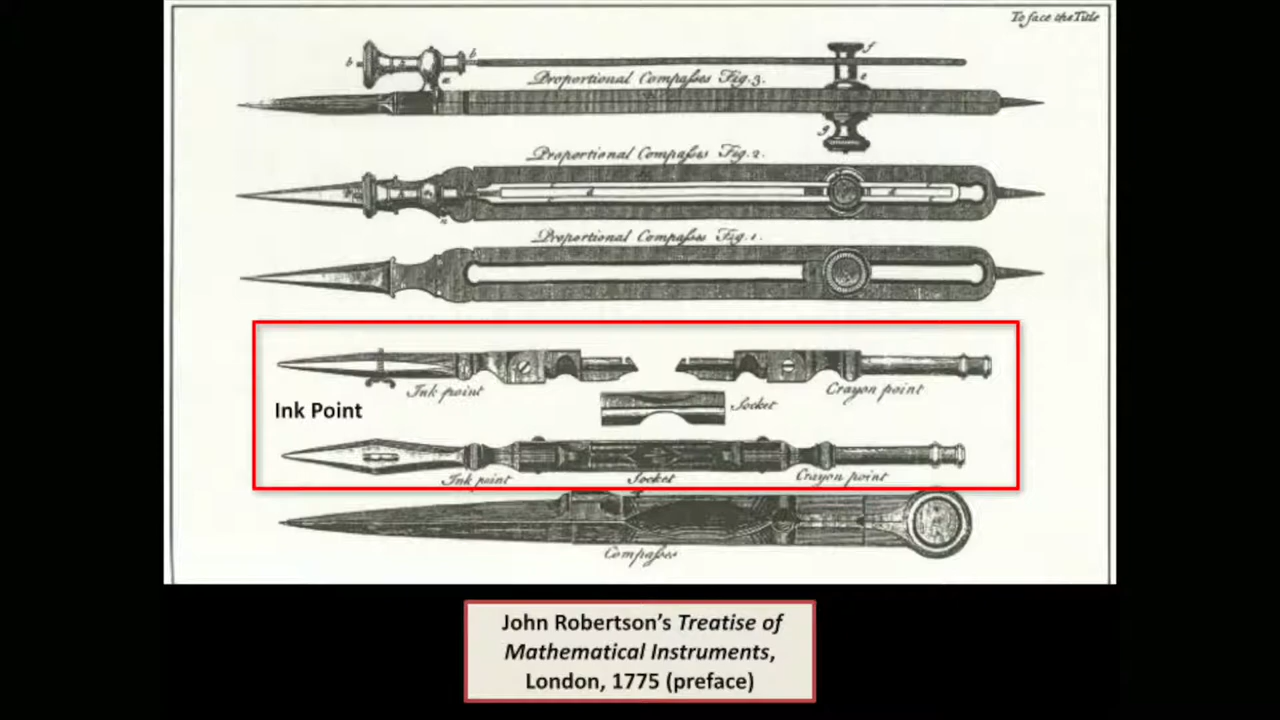 To face the Title
b
b
f
a
e
Proportional Compaſses Fig.3.
g
Proportional Compaſses Fig.2.
d
d
Proportional Compaſses Fig.1.
Ink point
Crayon point
Ink Point
Socket
Ink point
Socket
Crayon point
Compaſses
John Robertson’s Treatise of
Mathematical Instruments,
London, 1775 (preface)